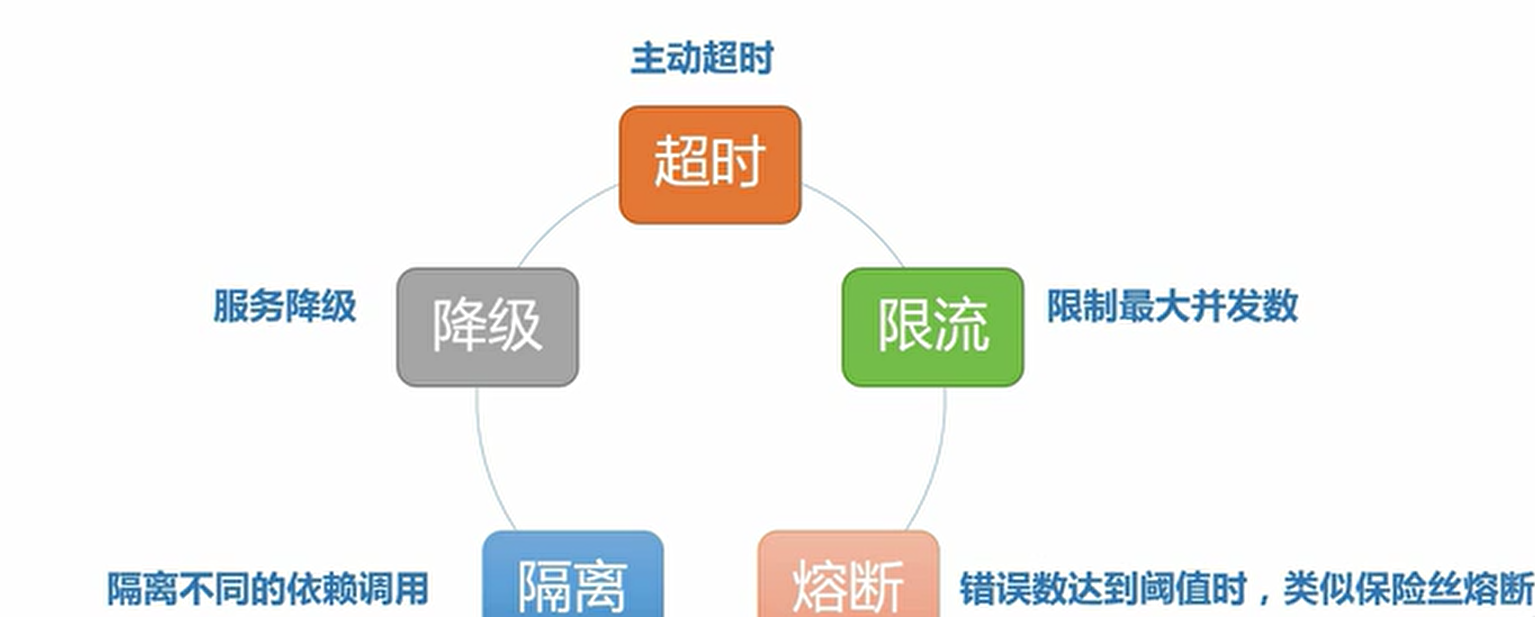 主动超时
超时
服务降级
降级
限流
限制最大并发数
隔离不同的依赖调用
隔离
熔断
错误数达到阈值时，类似保险丝熔断